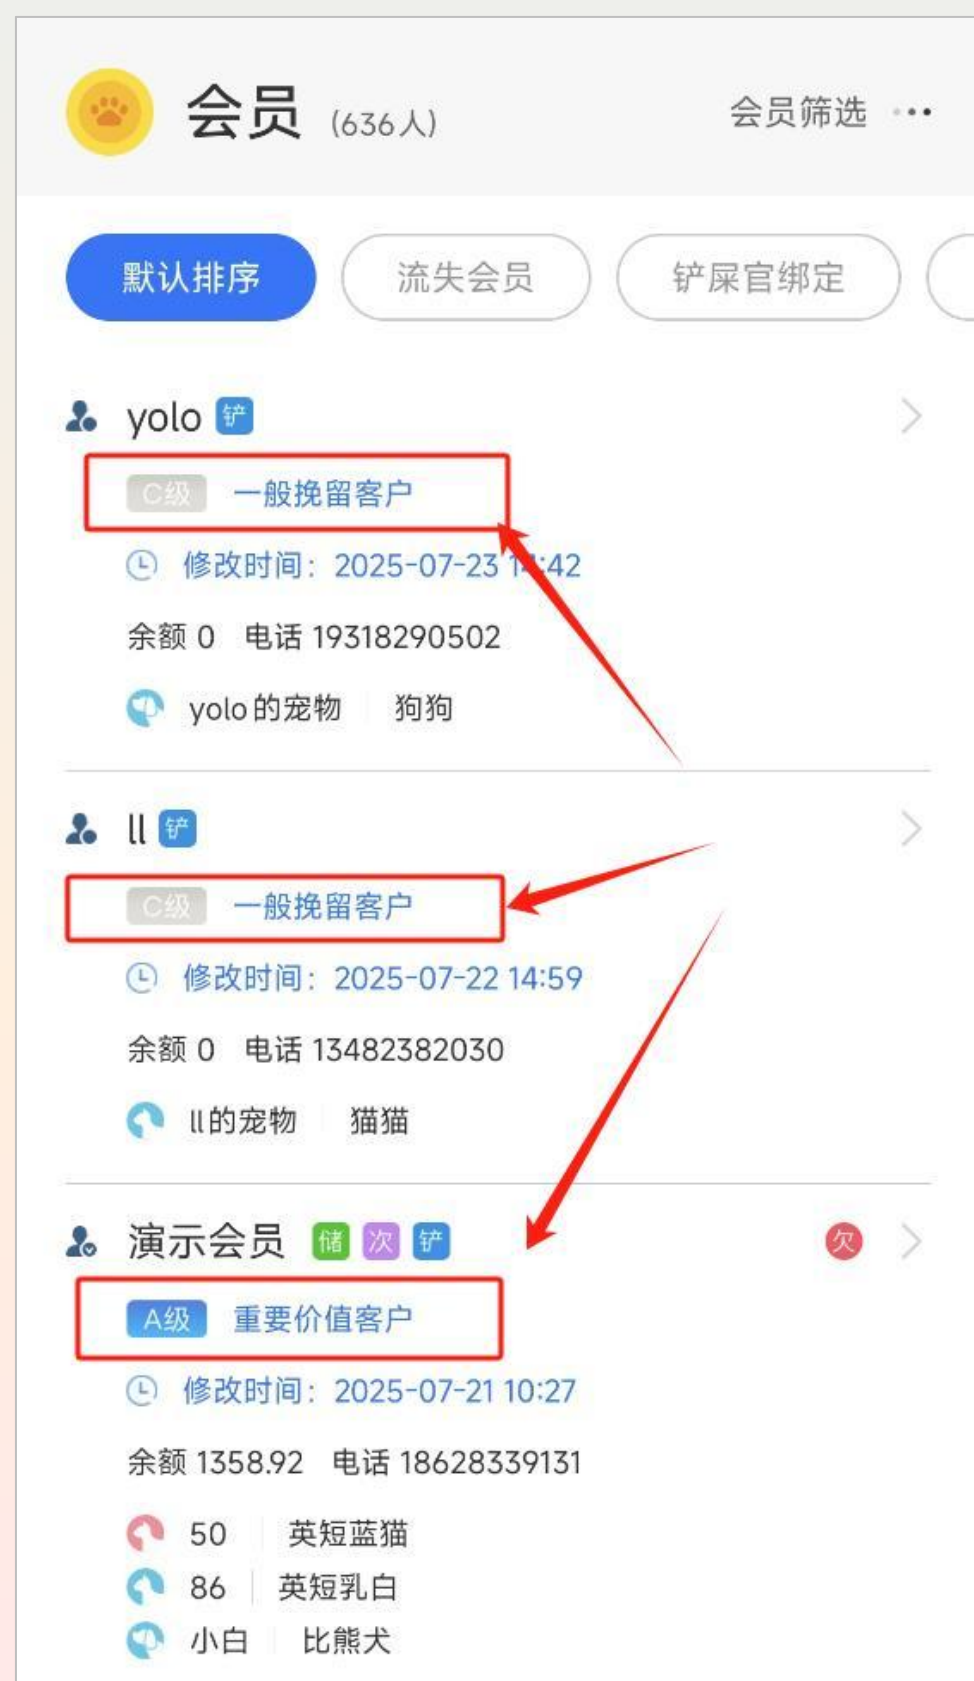 会员 (636人) 会员筛选
默认排序 流失会员 铲屎官绑定
yolo 铲
C级 一般挽留客户
修改时间：2025-07-23 14:42
余额 0 电话 19318290502
yolo的宠物 狗狗
ll 铲
C级 一般挽留客户
修改时间：2025-07-22 14:59
余额 0 电话 13482382030
ll的宠物 猫猫
演示会员 储 次 铲 欠
A级 重要价值客户
修改时间：2025-07-21 10:27
余额 1358.92 电话 18628339131
50 英短蓝猫
86 英短乳白
小白 比熊犬